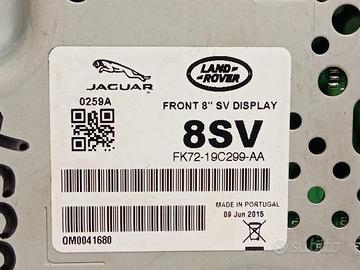 JAGUAR
LAND ROVER
0259A
FRONT 8" SV DISPLAY
8SV
FK72-19C299-AA
MADE IN PORTUGAL
09 Jun 2015
OM0041680
subito